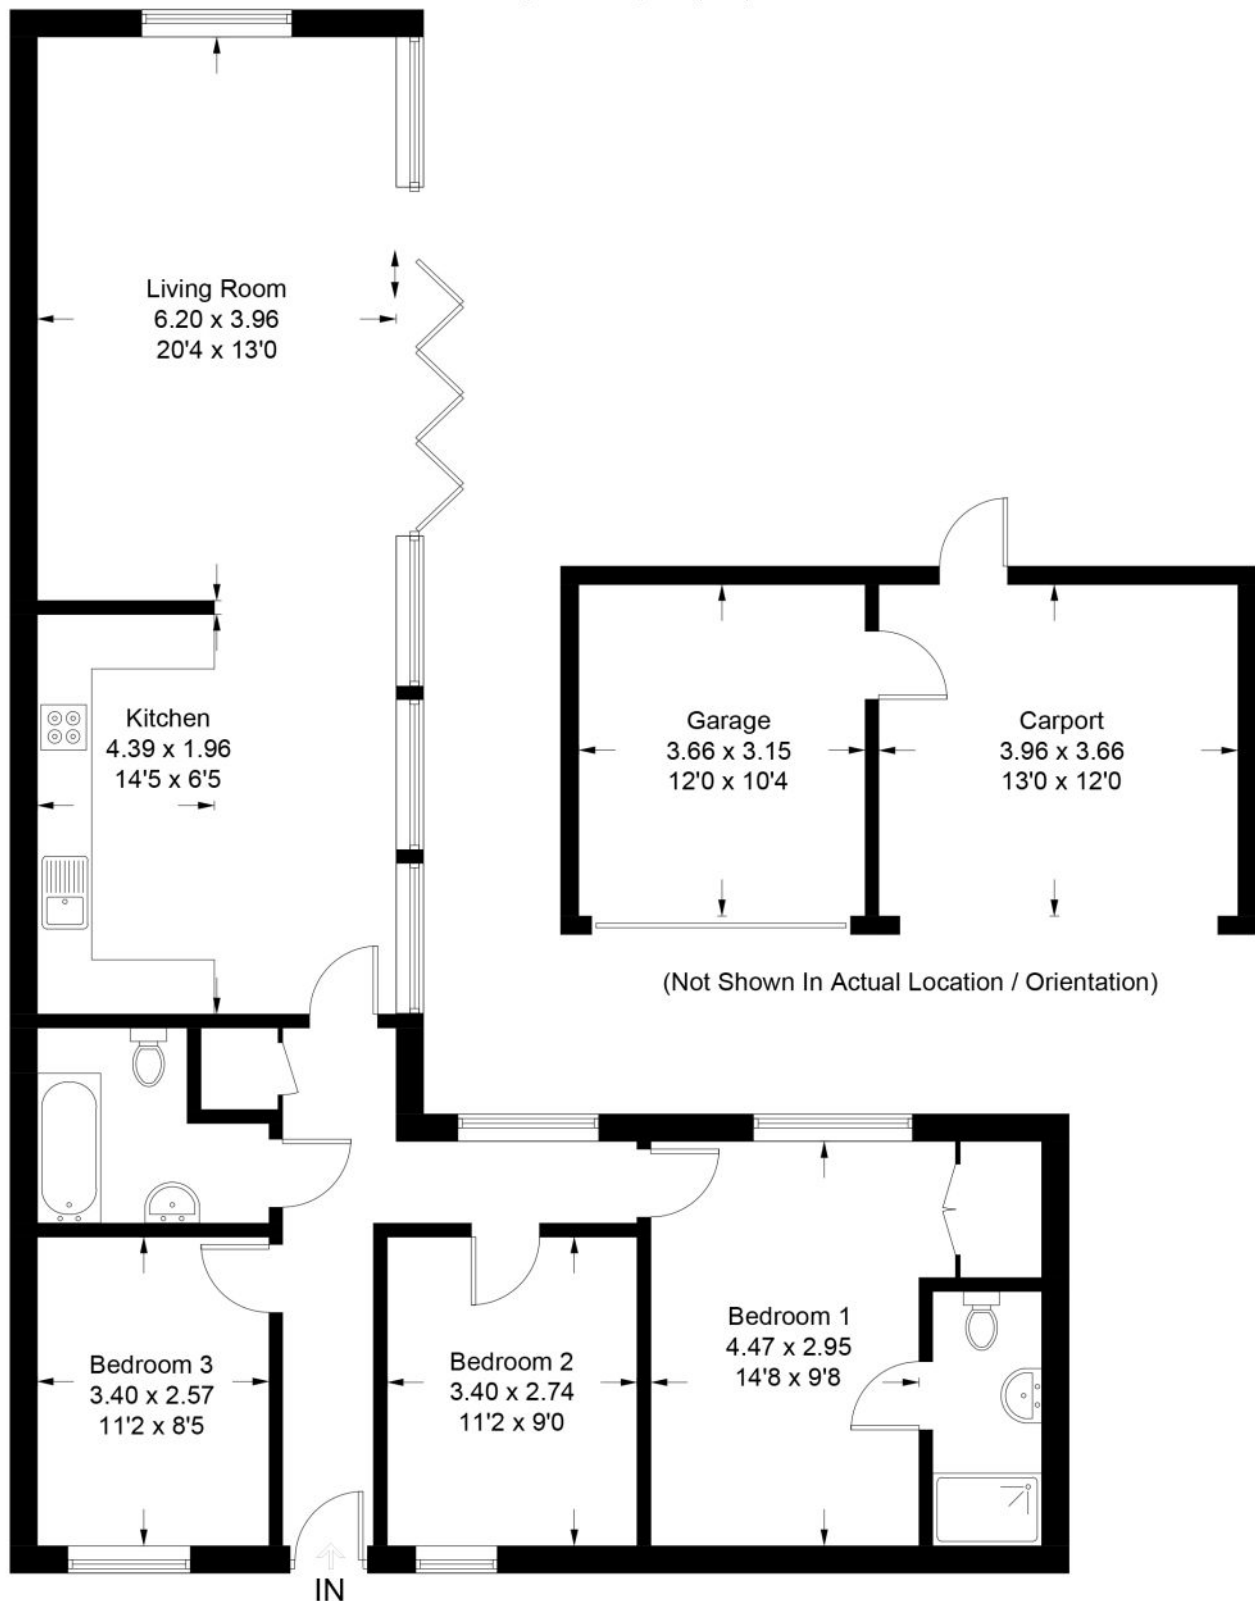 Living Room
6.20 x 3.96
20'4 x 13'0
Kitchen
4.39 x 1.96
14'5 x 6'5
Garage
3.66 x 3.15
12'0 x 10'4
Carport
3.96 x 3.66
13'0 x 12'0
(Not Shown In Actual Location / Orientation)
Bedroom 3
3.40 x 2.57
11'2 x 8'5
Bedroom 2
3.40 x 2.74
11'2 x 9'0
Bedroom 1
4.47 x 2.95
14'8 x 9'8
IN